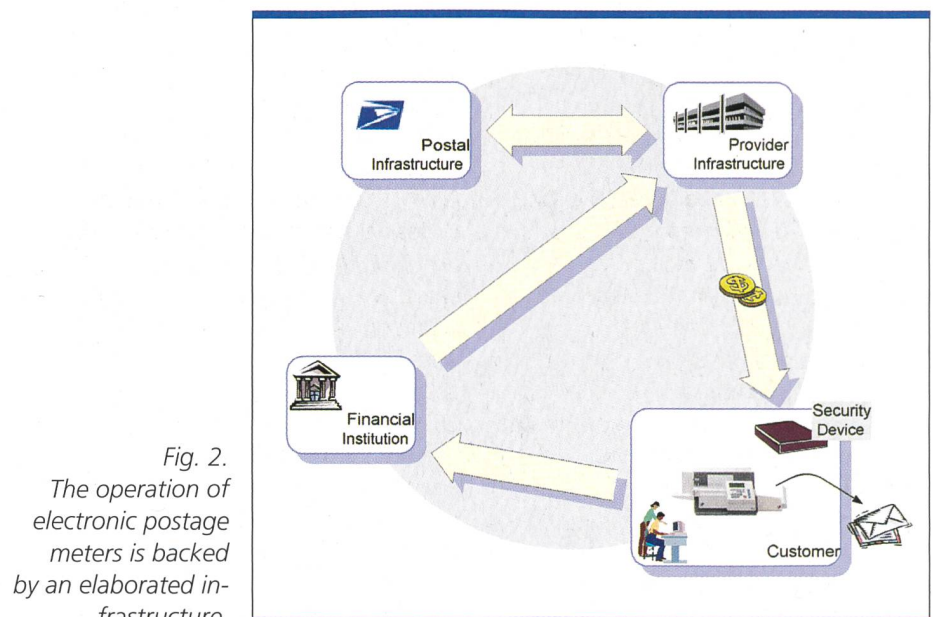 Postal
Infrastructure
Provider
Infrastructure
Financial
Institution
Security
Device
Customer
Fig. 2.
The operation of
electronic postage
meters is backed
by an elaborated in-
frastructure.